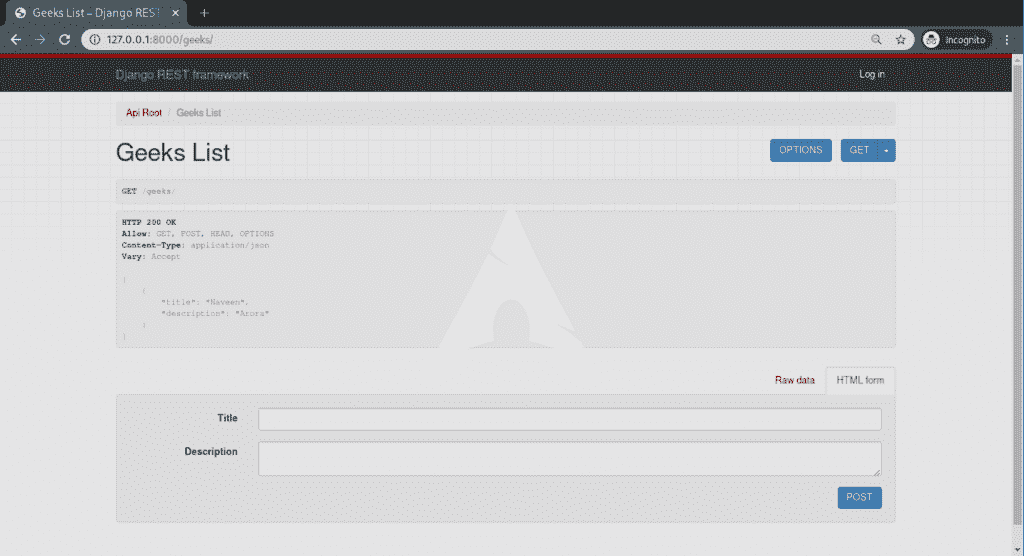 Geeks List – Django REST
127.0.0.1:8000/geeks/
Incognito
Django REST framework
Log in
Api Root / Geeks List
Geeks List
OPTIONS
GET
GET /geeks/
HTTP 200 OK
Allow: GET, POST, HEAD, OPTIONS
Content-Type: application/json
Vary: Accept
[
{
"title": "Naveen",
"description": "Arora"
}
]
Raw data
HTML form
Title
Description
POST